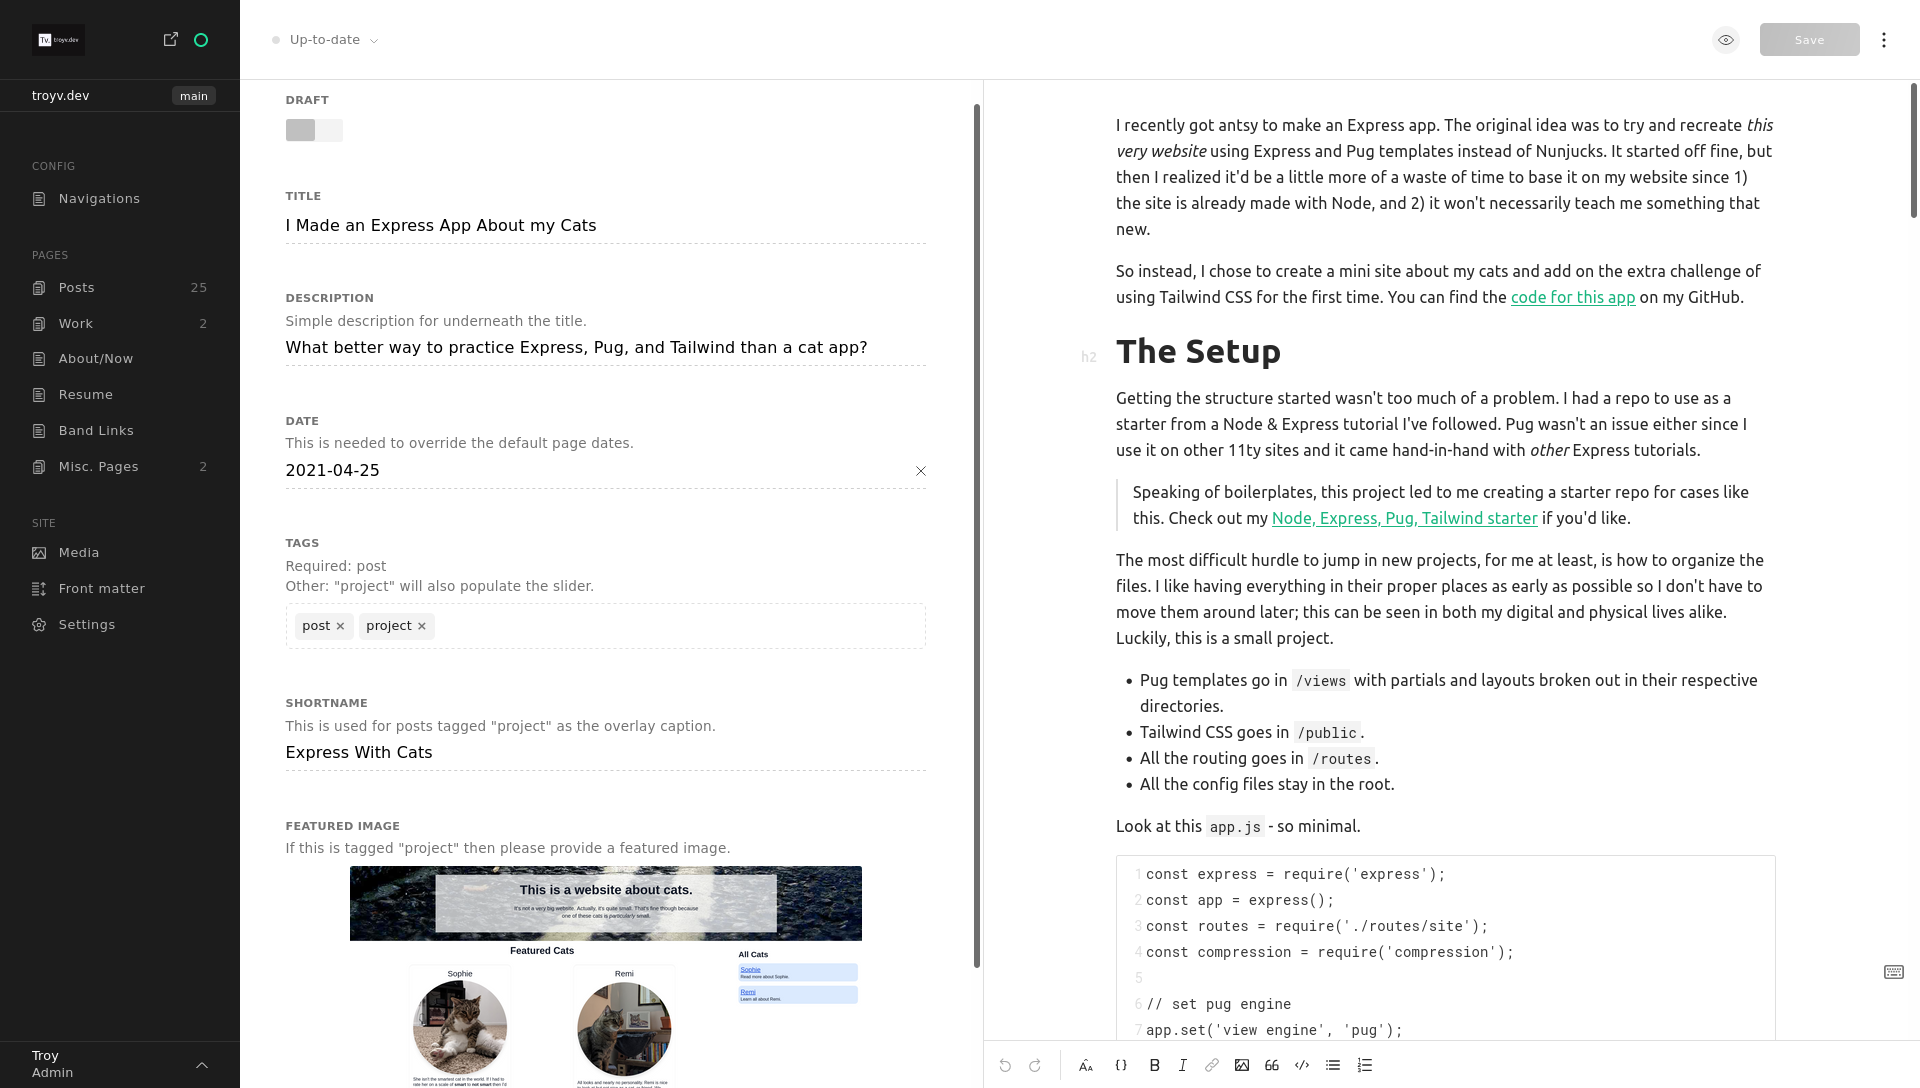 Tv. troyv.dev
troyv.dev
main
CONFIG
Navigations
PAGES
Posts 25
Work 2
About/Now
Resume
Band Links
Misc. Pages 2
SITE
Media
Front matter
Settings
Troy
Admin
Up-to-date
Save
DRAFT
TITLE
I Made an Express App About my Cats
DESCRIPTION
Simple description for underneath the title.
What better way to practice Express, Pug, and Tailwind than a cat app?
DATE
This is needed to override the default page dates.
2021-04-25
TAGS
Required: post
Other: "project" will also populate the slider.
post × project ×
SHORTNAME
This is used for posts tagged "project" as the overlay caption.
Express With Cats
FEATURED IMAGE
If this is tagged "project" then please provide a featured image.
This is a website about cats.
It's not a very big website. Actually, it's quite small. That's fine though because
one of these cats is particularly small.
Featured Cats
Sophie
Remi
She isn't the smartest cat in the world. If I had to
rate her on a scale of smart to not smart then I'd
All looks and nearly no personality. Remi is nice
All Cats
Sophie
Read more about Sophie.
Remi
Learn all about Remi.
I recently got antsy to make an Express app. The original idea was to try and recreate this
very website using Express and Pug templates instead of Nunjucks. It started off fine, but
then I realized it'd be a little more of a waste of time to base it on my website since 1)
the site is already made with Node, and 2) it won't necessarily teach me something that
new.
So instead, I chose to create a mini site about my cats and add on the extra challenge of
using Tailwind CSS for the first time. You can find the code for this app on my GitHub.
h2 The Setup
Getting the structure started wasn't too much of a problem. I had a repo to use as a
starter from a Node & Express tutorial I've followed. Pug wasn't an issue either since I
use it on other 11ty sites and it came hand-in-hand with other Express tutorials.
Speaking of boilerplates, this project led to me creating a starter repo for cases like
this. Check out my Node, Express, Pug, Tailwind starter if you'd like.
The most difficult hurdle to jump in new projects, for me at least, is how to organize the
files. I like having everything in their proper places as early as possible so I don't have to
move them around later; this can be seen in both my digital and physical lives alike.
Luckily, this is a small project.
• Pug templates go in /views with partials and layouts broken out in their respective
directories.
• Tailwind CSS goes in /public.
• All the routing goes in /routes.
• All the config files stay in the root.
Look at this app.js - so minimal.
1 const express = require('express');
2 const app = express();
3 const routes = require('./routes/site');
4 const compression = require('compression');
5
6 // set pug engine
7 app.set('view engine', 'pug');